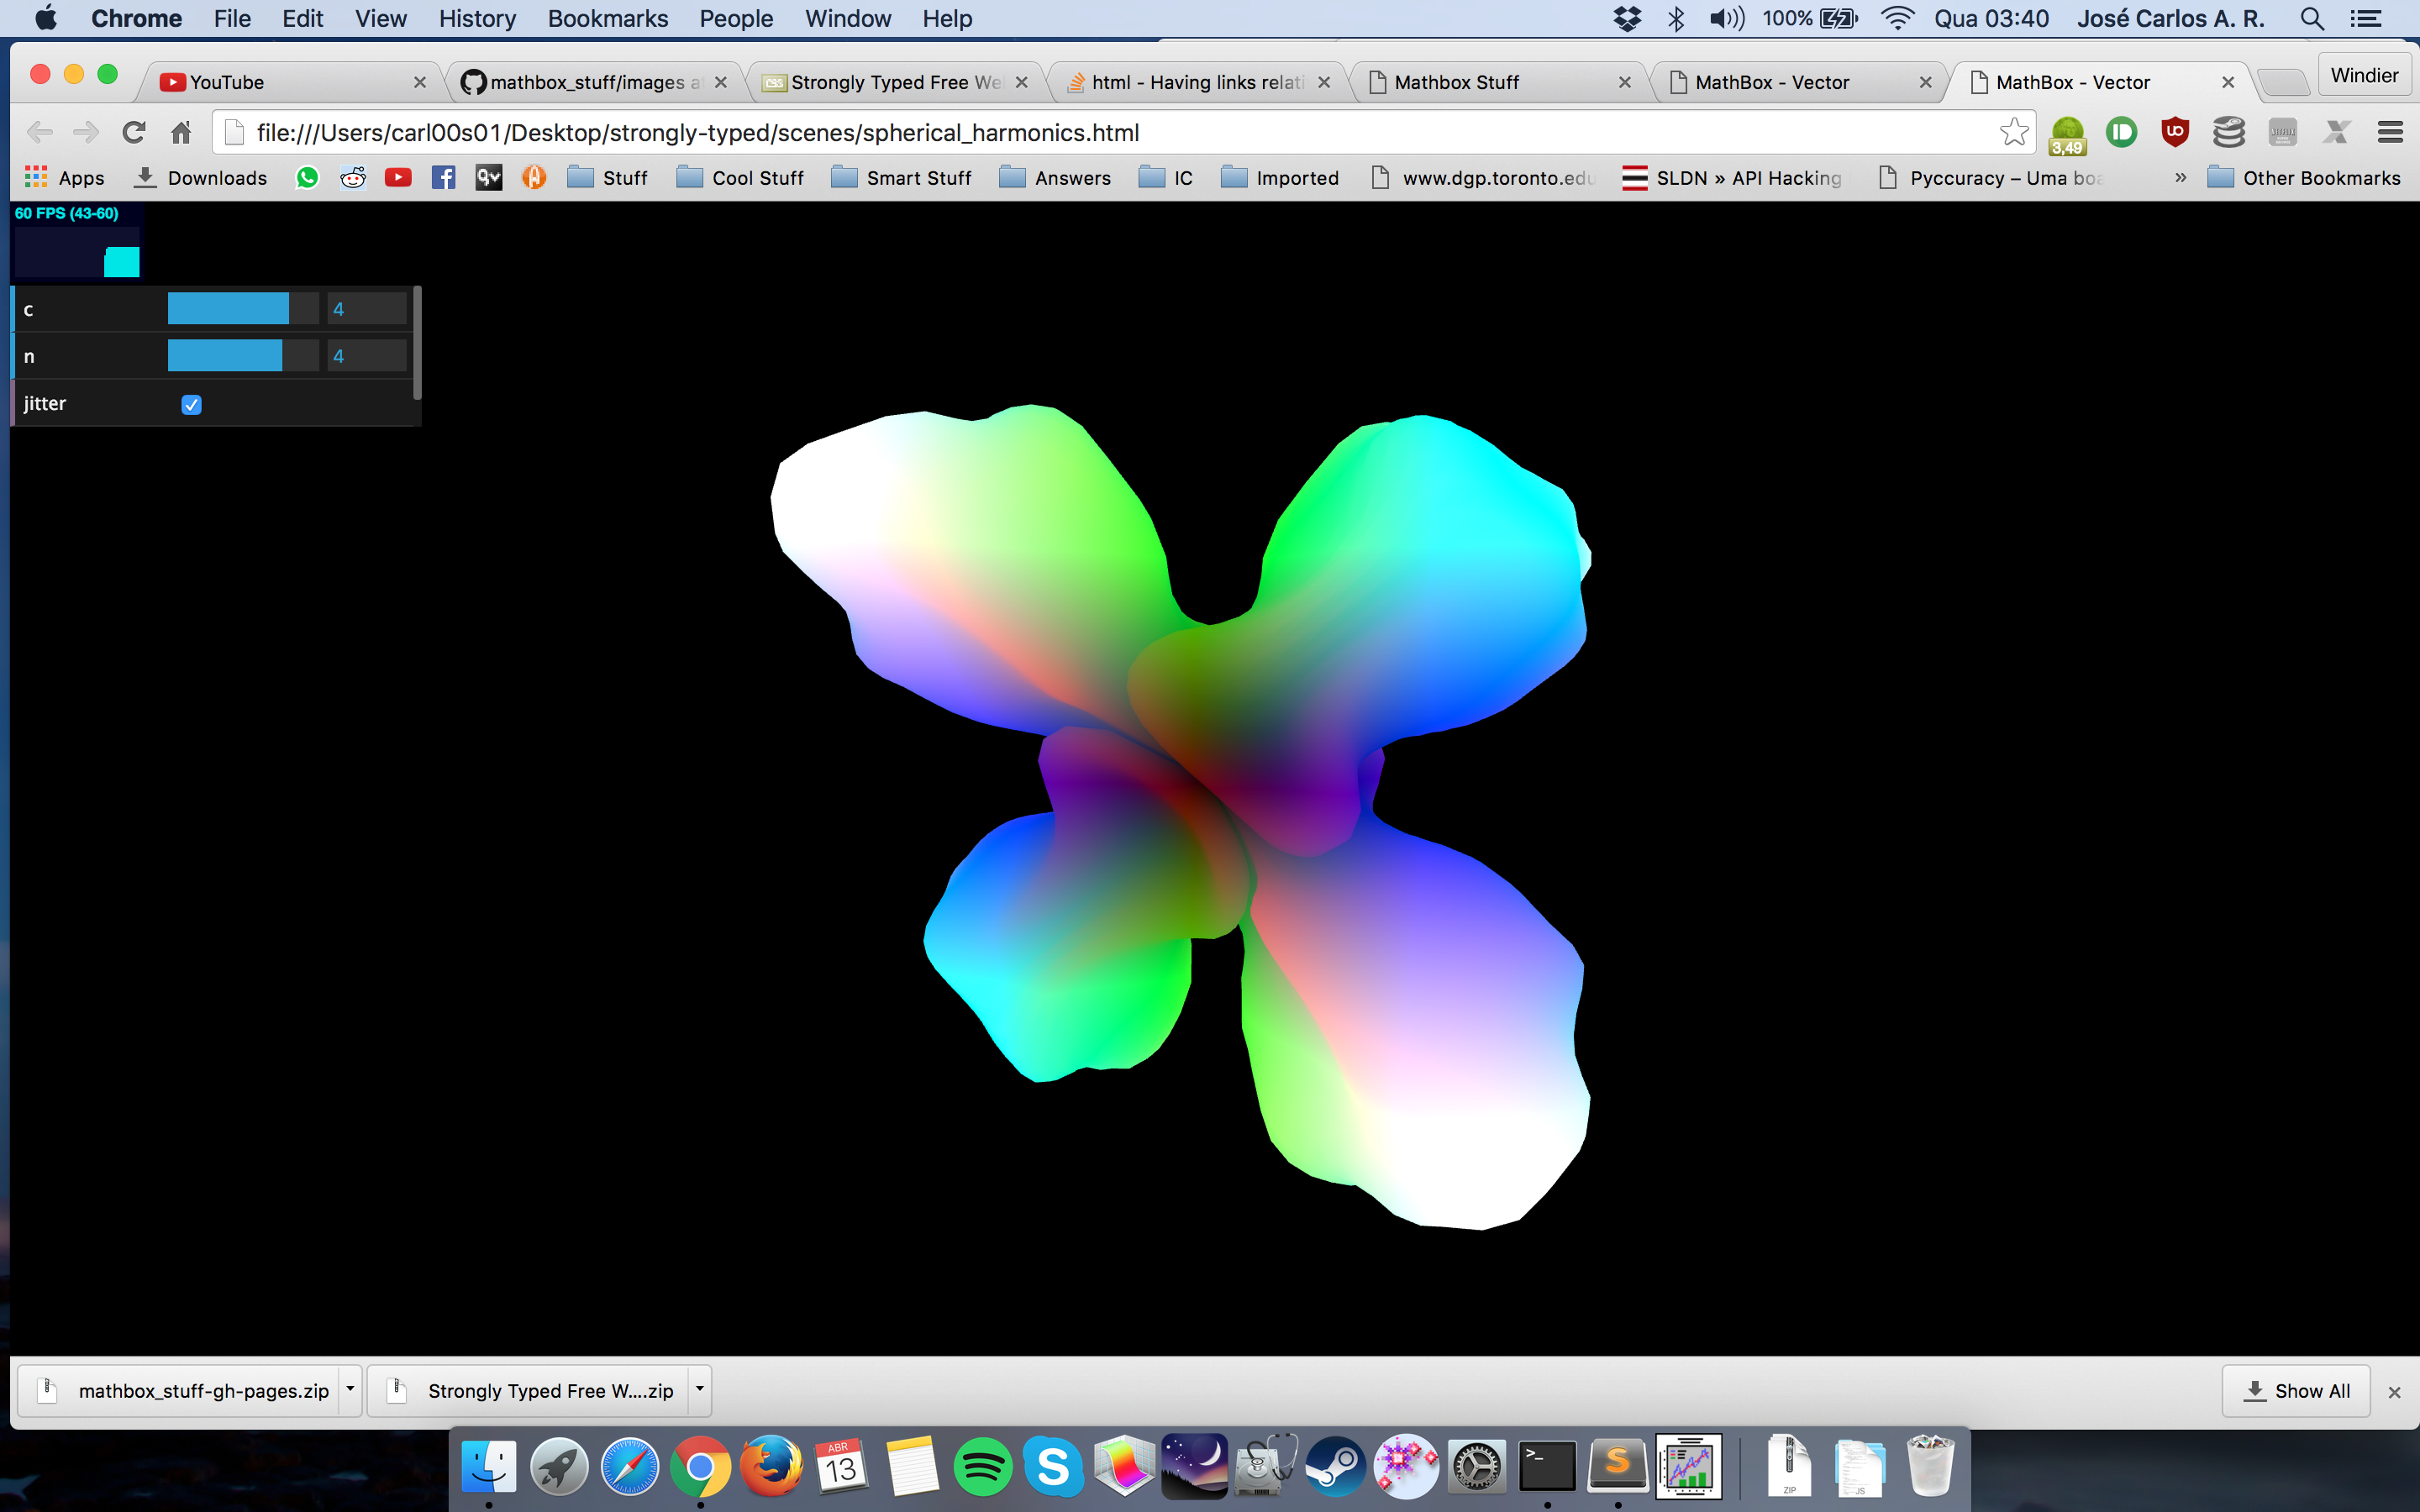 Chrome File Edit View History Bookmarks People Window Help 100% Qua 03:40 José Carlos A. R.
YouTube mathbox_stuff/images a Strongly Typed Free We html - Having links relati Mathbox Stuff MathBox - Vector MathBox - Vector Windier
file:///Users/carl00s01/Desktop/strongly-typed/scenes/spherical_harmonics.html 3,49
Apps Downloads Stuff Cool Stuff Smart Stuff Answers IC Imported www.dgp.toronto.edu SLDN » API Hacking Pyccuracy – Uma boa » Other Bookmarks
60 FPS (43-60)
c 4
n 4
jitter
mathbox_stuff-gh-pages.zip Strongly Typed Free W....zip Show All
ABR
13
ZIP JS